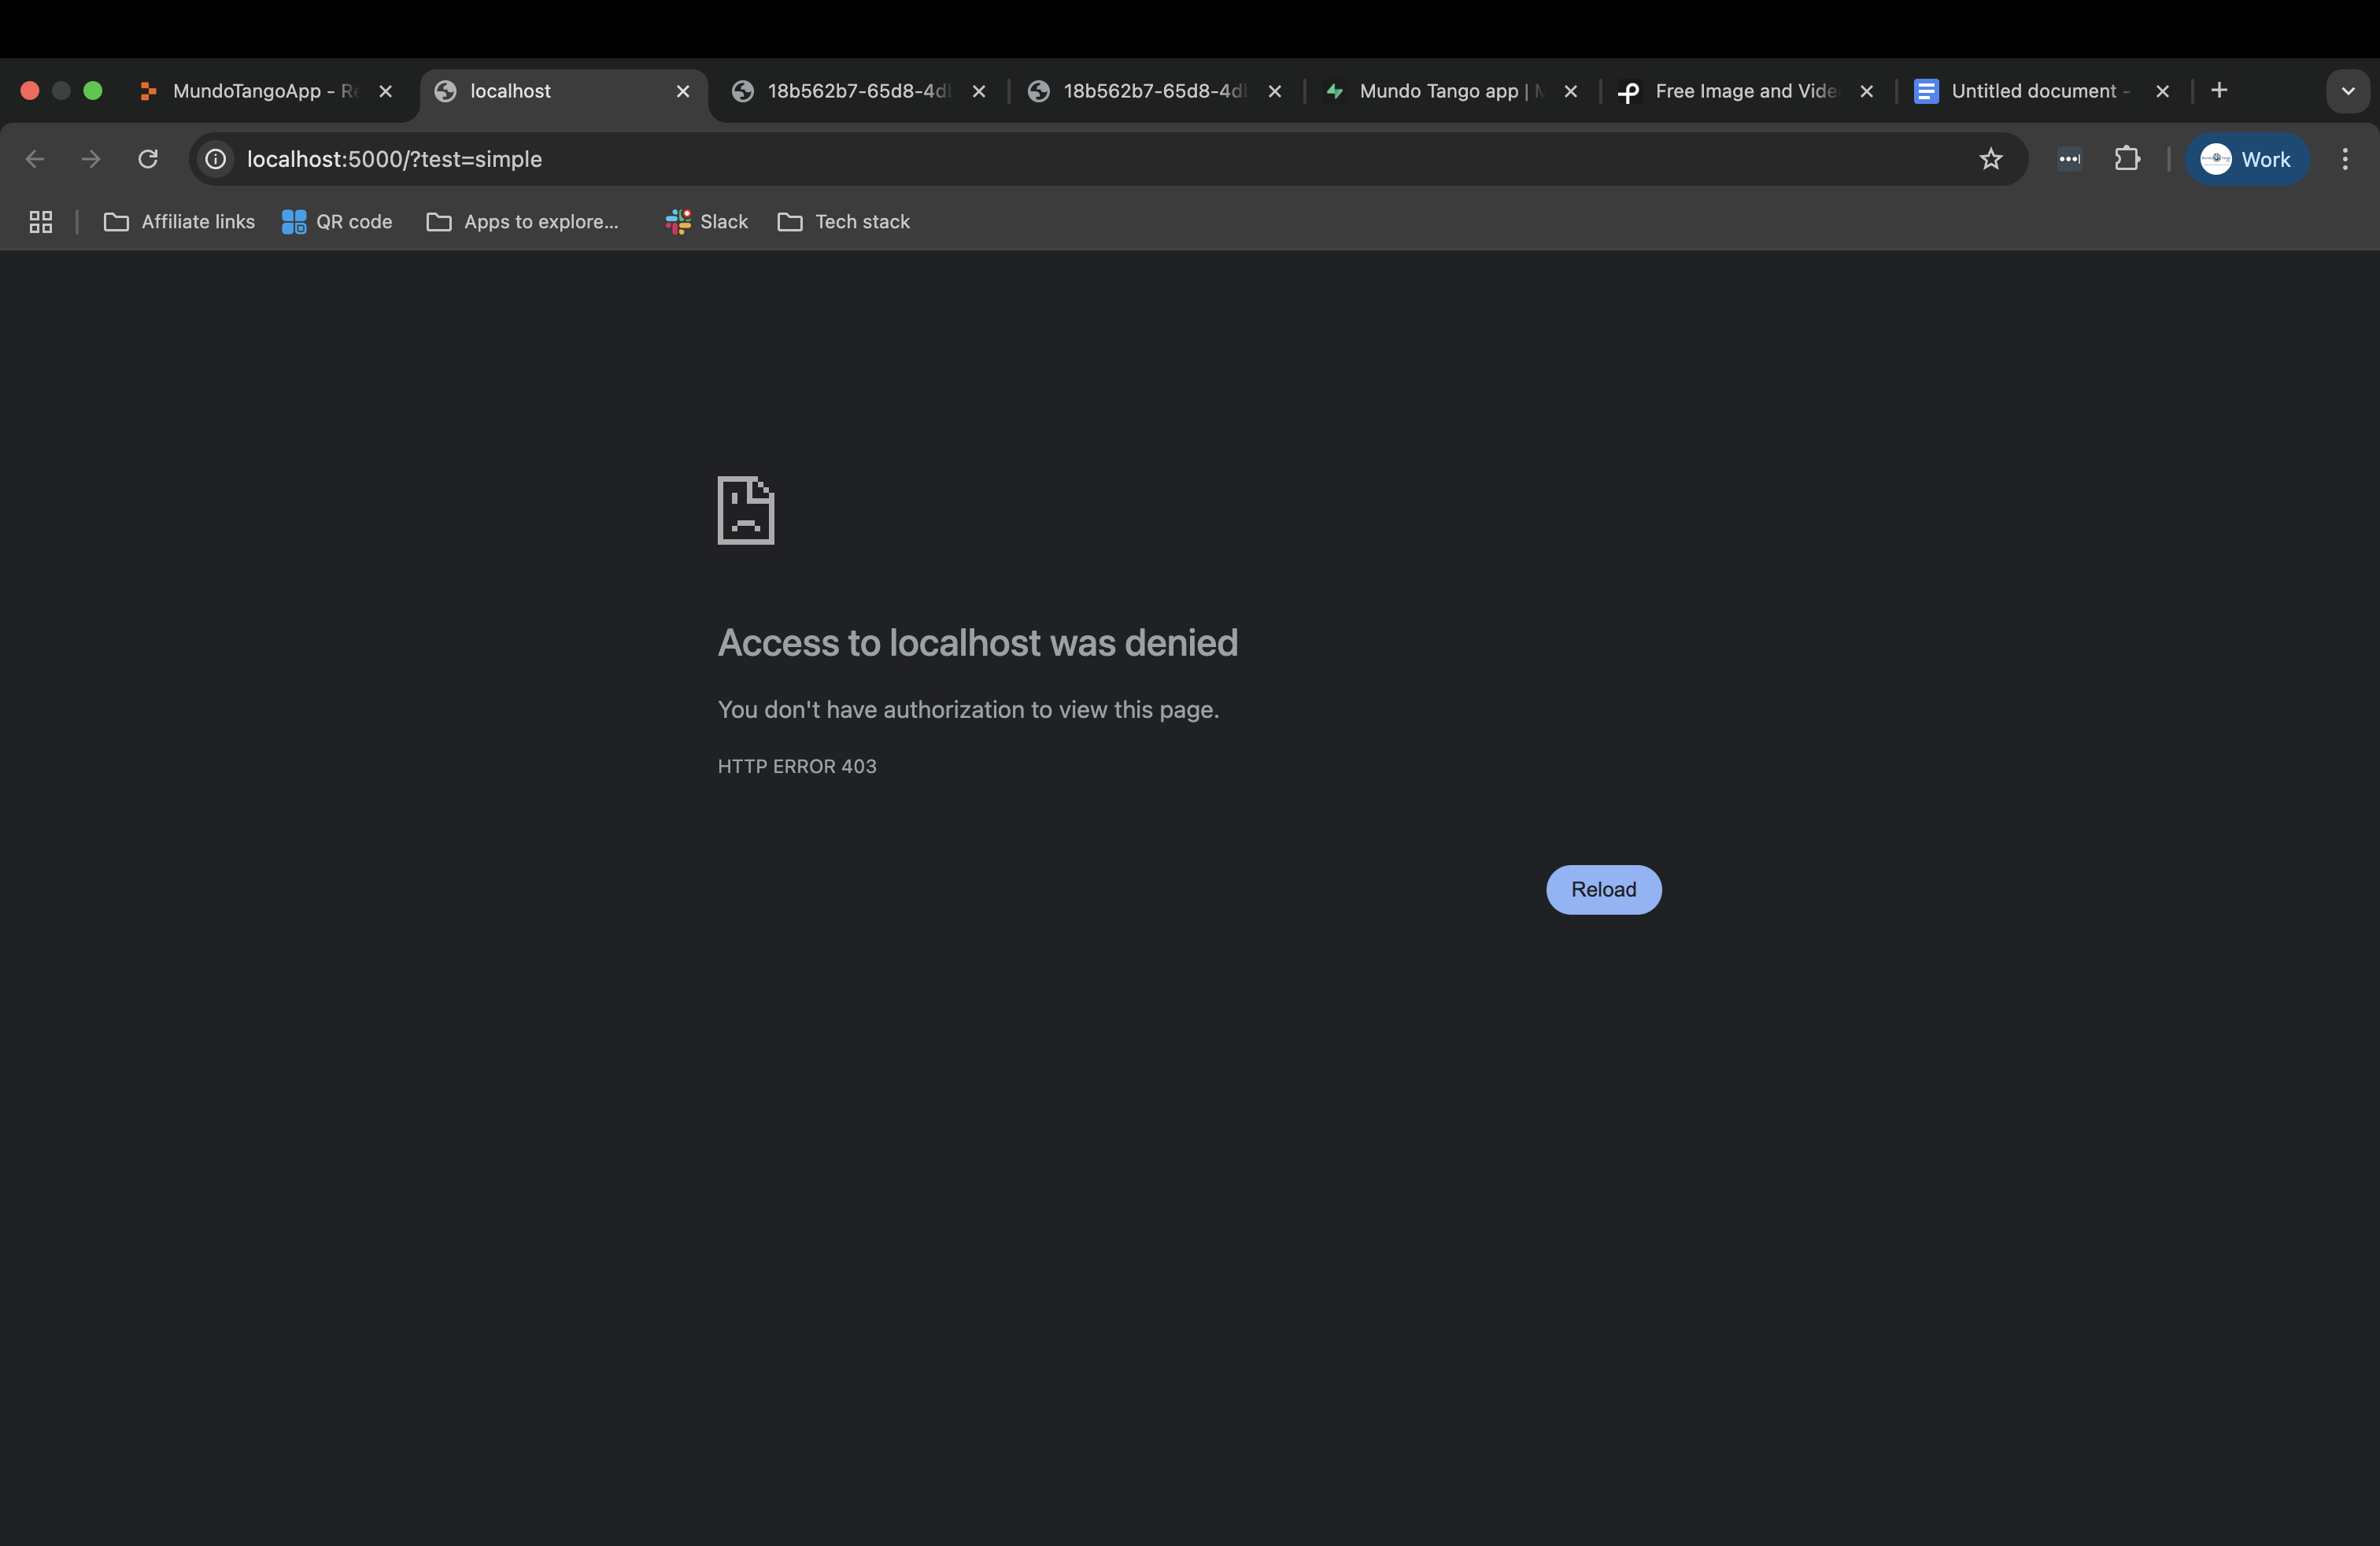 MundoTangoApp - Re
localhost
18b562b7-65d8-4d
18b562b7-65d8-4d
Mundo Tango app |
Free Image and Vide
Untitled document -
localhost:5000/?test=simple
Work
Affiliate links
QR code
Apps to explore...
Slack
Tech stack
Access to localhost was denied
You don't have authorization to view this page.
HTTP ERROR 403
Reload